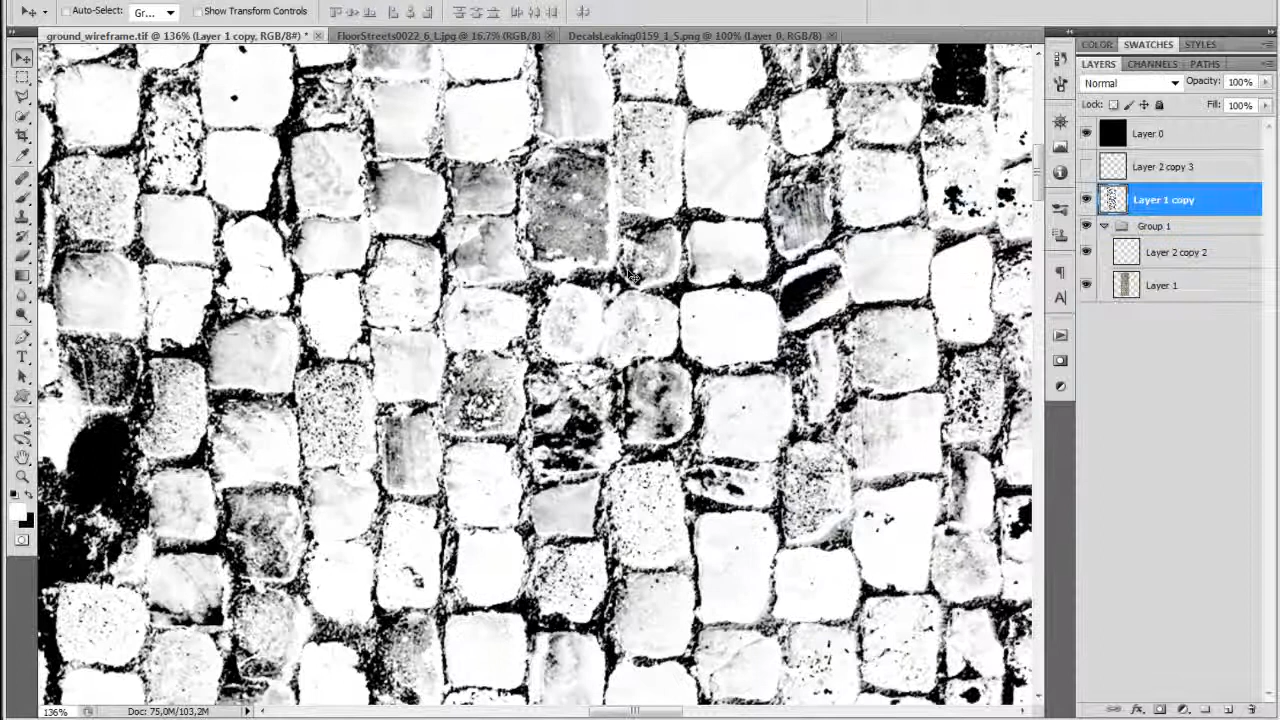 Auto-Select: Gr... Show Transform Controls
ground_wireframe.tif @ 136% (Layer 1 copy, RGB/8#) * FloorStreets0022_6_L.jpg @ 16.7% (RGB/8) DecalsLeaking0159_1_S.png @ 100% (Layer 0, RGB/8)
COLOR SWATCHES STYLES
LAYERS CHANNELS PATHS
Normal Opacity: 100%
Lock: Fill: 100%
Layer 0
Layer 2 copy 3
Layer 1 copy
Group 1
Layer 2 copy 2
Layer 1
136% Doc: 75,0M/103,2M